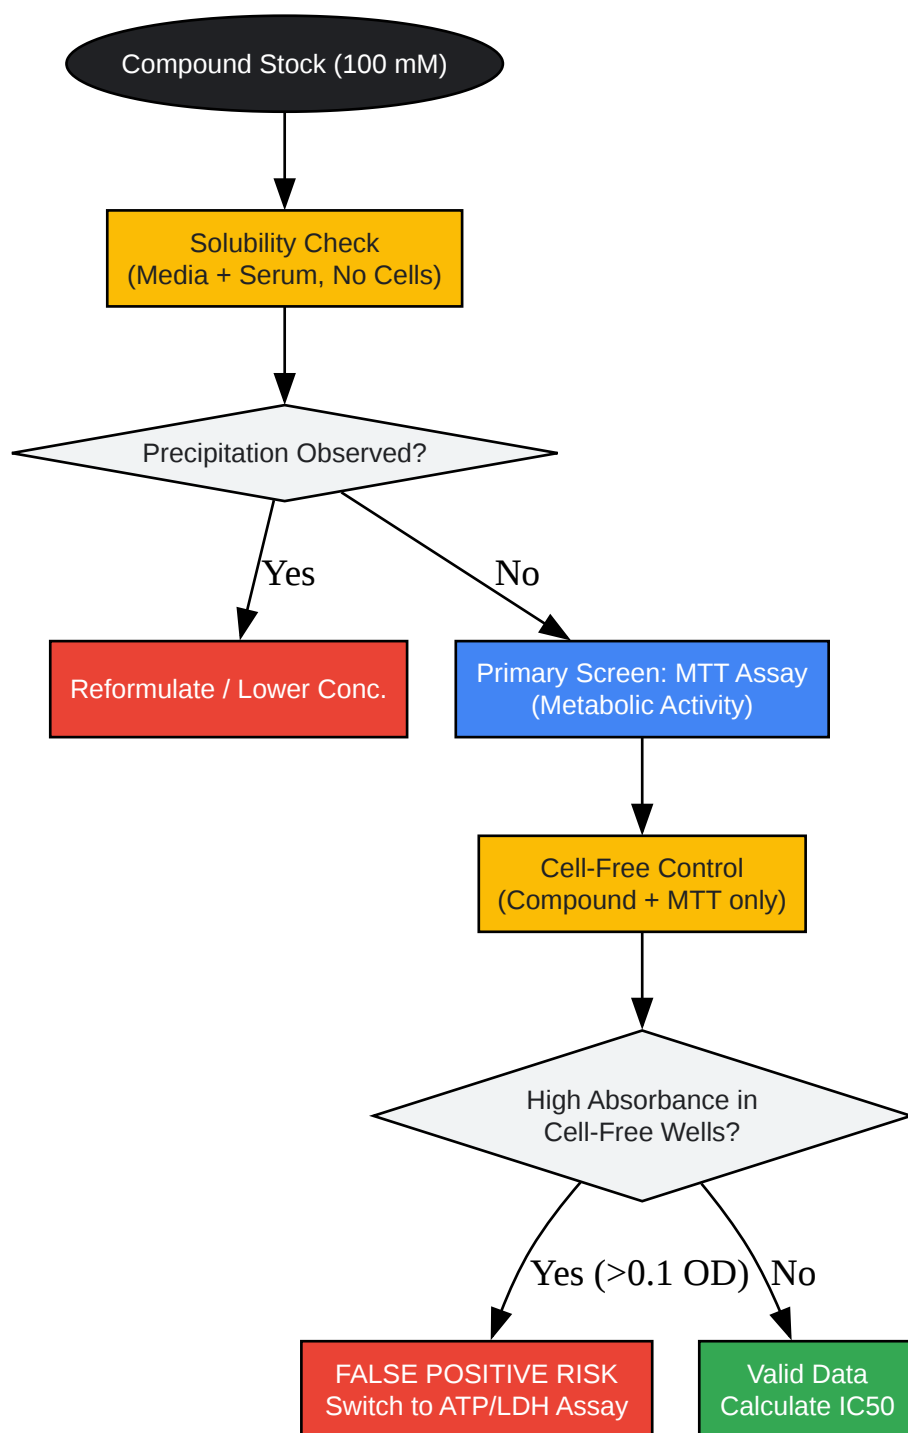 Compound Stock (100 mM)
Solubility Check
(Media + Serum, No Cells)
Precipitation Observed?
Yes
No
Reformulate / Lower Conc.
Primary Screen: MTT Assay
(Metabolic Activity)
Cell-Free Control
(Compound + MTT only)
High Absorbance in
Cell-Free Wells?
Yes (>0.1 OD)
No
FALSE POSITIVE RISK
Switch to ATP/LDH Assay
Valid Data
Calculate IC50